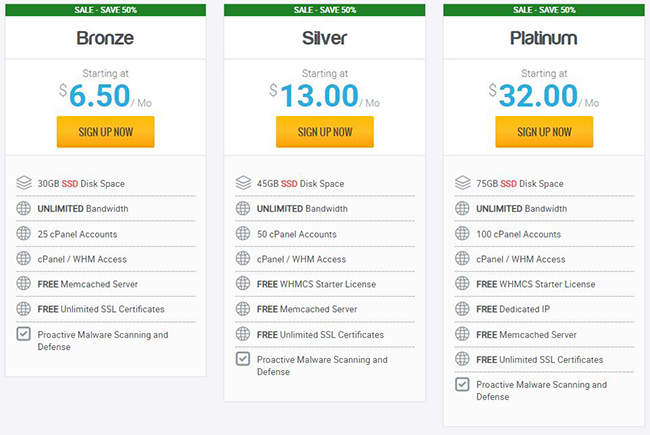 SALE - SAVE 50%
Bronze
Starting at
$6.50/ Mo
SIGN UP NOW
30GB SSD Disk Space
UNLIMITED Bandwidth
25 cPanel Accounts
cPanel / WHM Access
FREE Memcached Server
FREE Unlimited SSL Certificates
Proactive Malware Scanning and
Defense
SALE - SAVE 50%
Silver
Starting at
$13.00/ Mo
SIGN UP NOW
45GB SSD Disk Space
UNLIMITED Bandwidth
50 cPanel Accounts
cPanel / WHM Access
FREE WHMCS Starter License
FREE Memcached Server
FREE Unlimited SSL Certificates
Proactive Malware Scanning and
Defense
SALE - SAVE 50%
Platinum
Starting at
$32.00/ Mo
SIGN UP NOW
75GB SSD Disk Space
UNLIMITED Bandwidth
100 cPanel Accounts
cPanel / WHM Access
FREE WHMCS Starter License
FREE Dedicated IP
FREE Memcached Server
FREE Unlimited SSL Certificates
Proactive Malware Scanning and
Defense